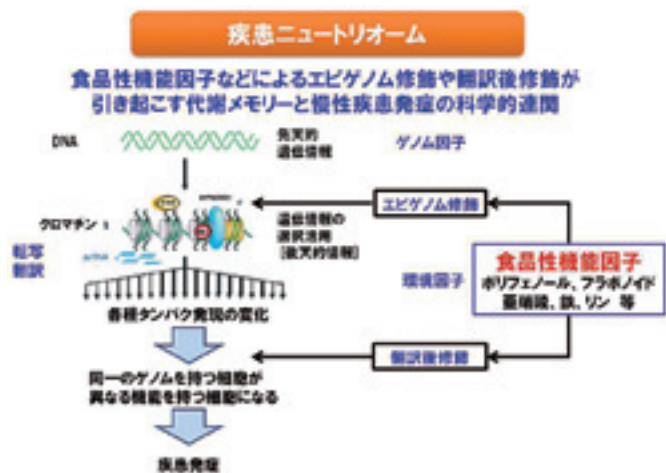 疾患ニュートリオーム
食品性機能因子などによるエピゲノム修飾や翻訳後修飾が
引き起こす代謝メモリーと慢性疾患発症の科学的連関
DNA
先天的
遺伝情報
ゲノム因子
エピゲノム修飾
クロマチン
遺伝情報の
選択活用
[後天的情報]
転写
翻訳
mRNA
環境因子
食品性機能因子
ポリフェノール、フラボノイド
亜鉛、鉄、リン 等
各種タンパク発現の変化
翻訳後修飾
同一のゲノムを持つ細胞が
異なる機能を持つ細胞になる
疾患発症